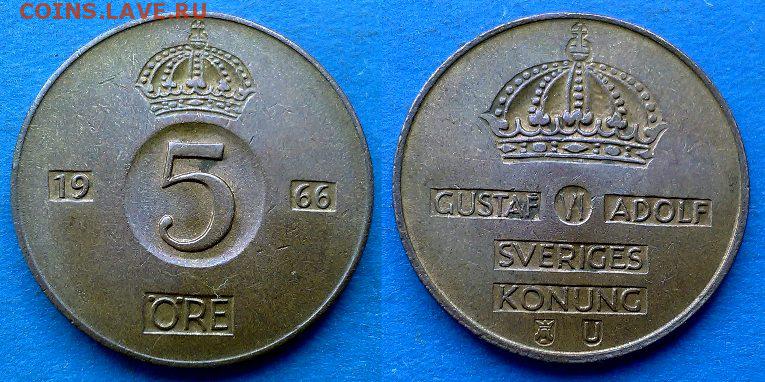 COINS.LAVE.RU
5
19 66
ÖRE
GUSTAF VI ADOLF
SVERIGES
KONUNG
U